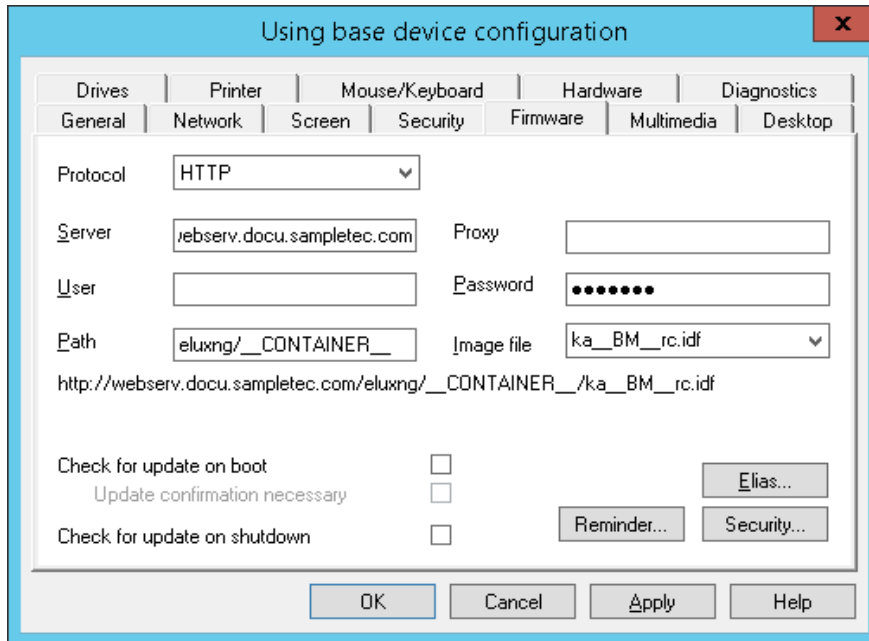 Using base device configuration
x
Drives Printer Mouse/Keyboard Hardware Diagnostics
General Network Screen Security Firmware Multimedia Desktop
Protocol HTTP
Server webserv.docu.sampletec.com Proxy
User Password •••••••
Path eluxng/__CONTAINER__ Image file ka__BM__rc.idf
http://webserv.docu.sampletec.com/eluxng/__CONTAINER__/ka__BM__rc.idf
Check for update on boot
Elias...
Update confirmation necessary
Check for update on shutdown Reminder... Security...
OK Cancel Apply Help